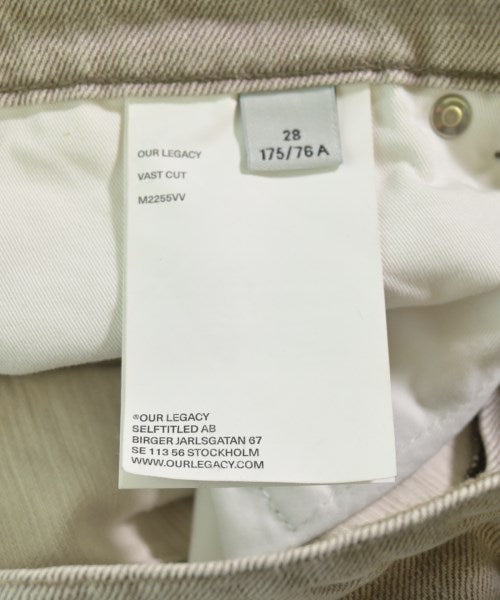 28
175/76 A
OUR LEGACY
VAST CUT
M2255VV
®OUR LEGACY
SELFTITLED AB
BIRGER JARLSGATAN 67
SE 113 56 STOCKHOLM
WWW.OURLEGACY.COM